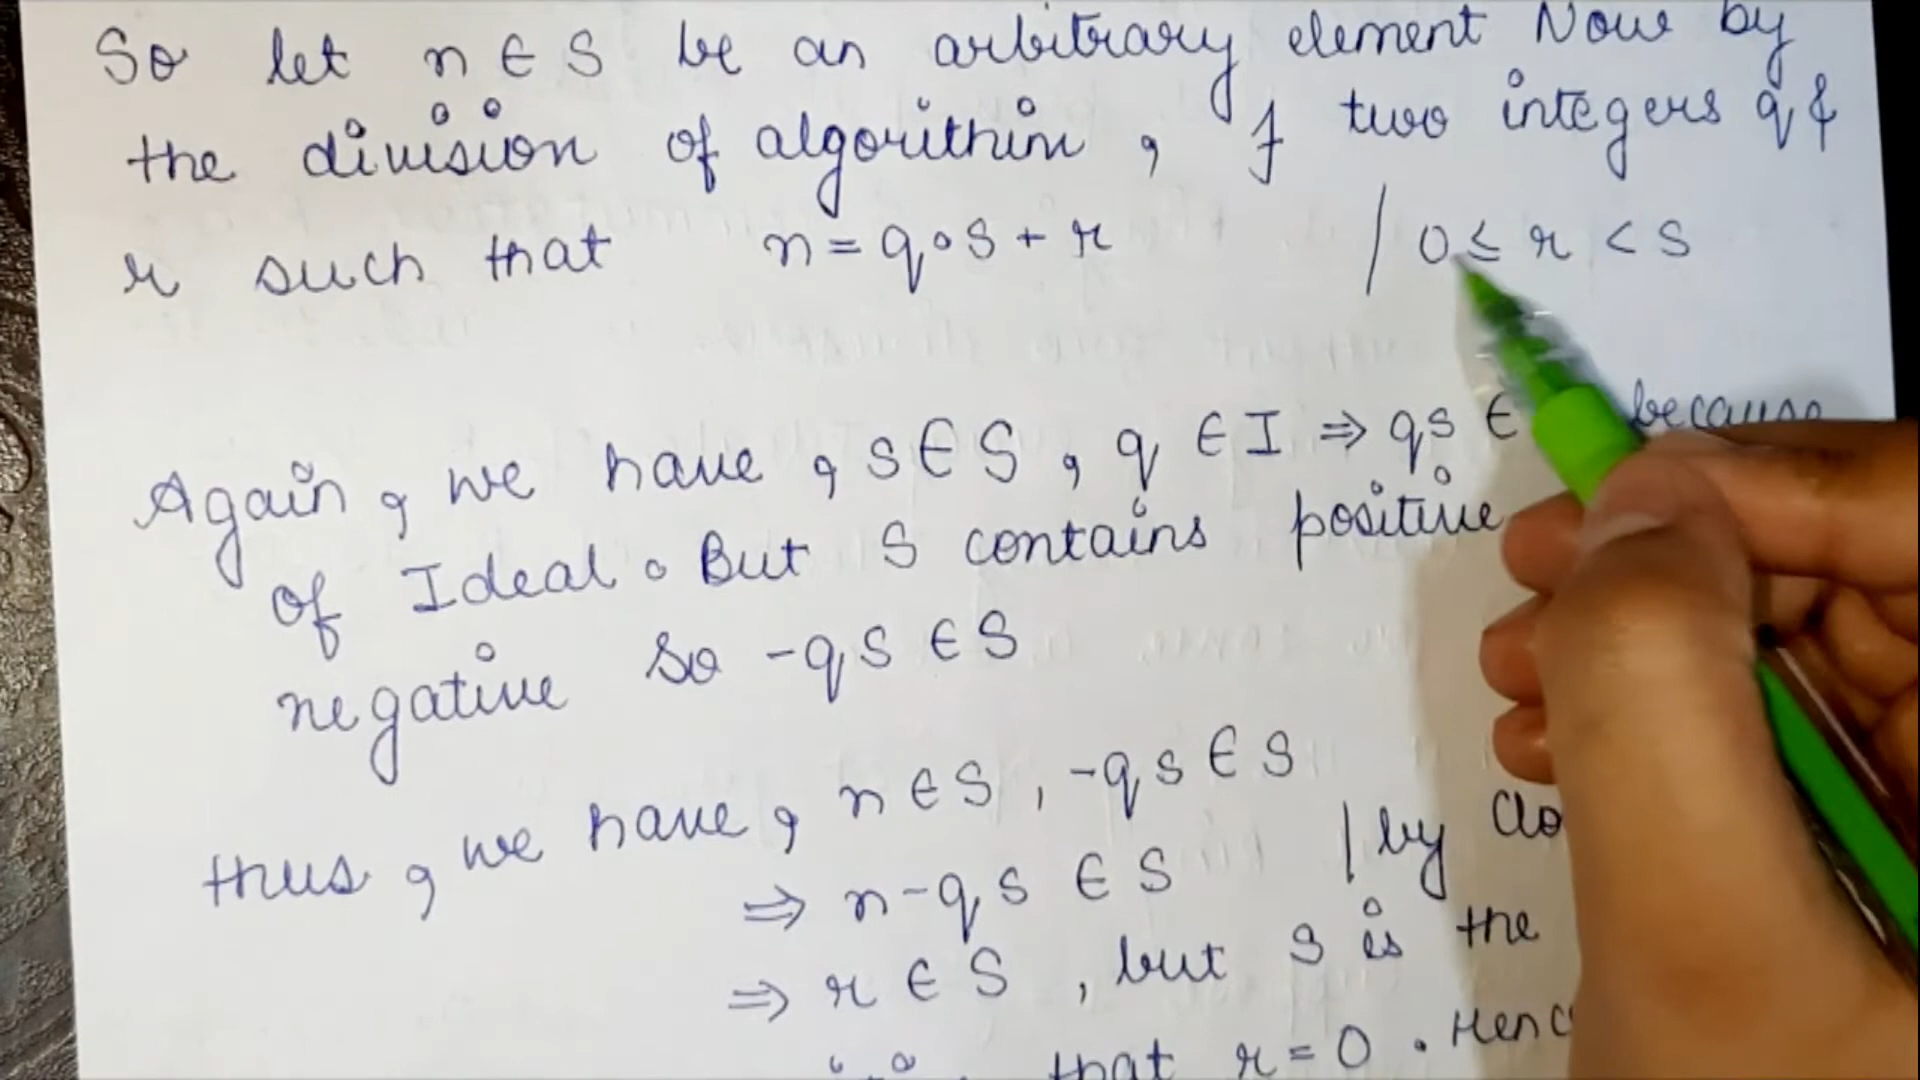 So let n ∈ S be an arbitrary element Now by
the division of algorithim , ∃ two integers q &
r such that n = q · s + r / 0 ≤ r < s
Again , we have , s ∈ S , q ∈ I ⇒ qs ∈ because
of Ideal . But S contains positive
negative so -qs ∈ S
thus , we have , n ∈ S , -qs ∈ S
⇒ n - qs ∈ S / by
⇒ r ∈ S , but s is the
that r = 0 . Henc